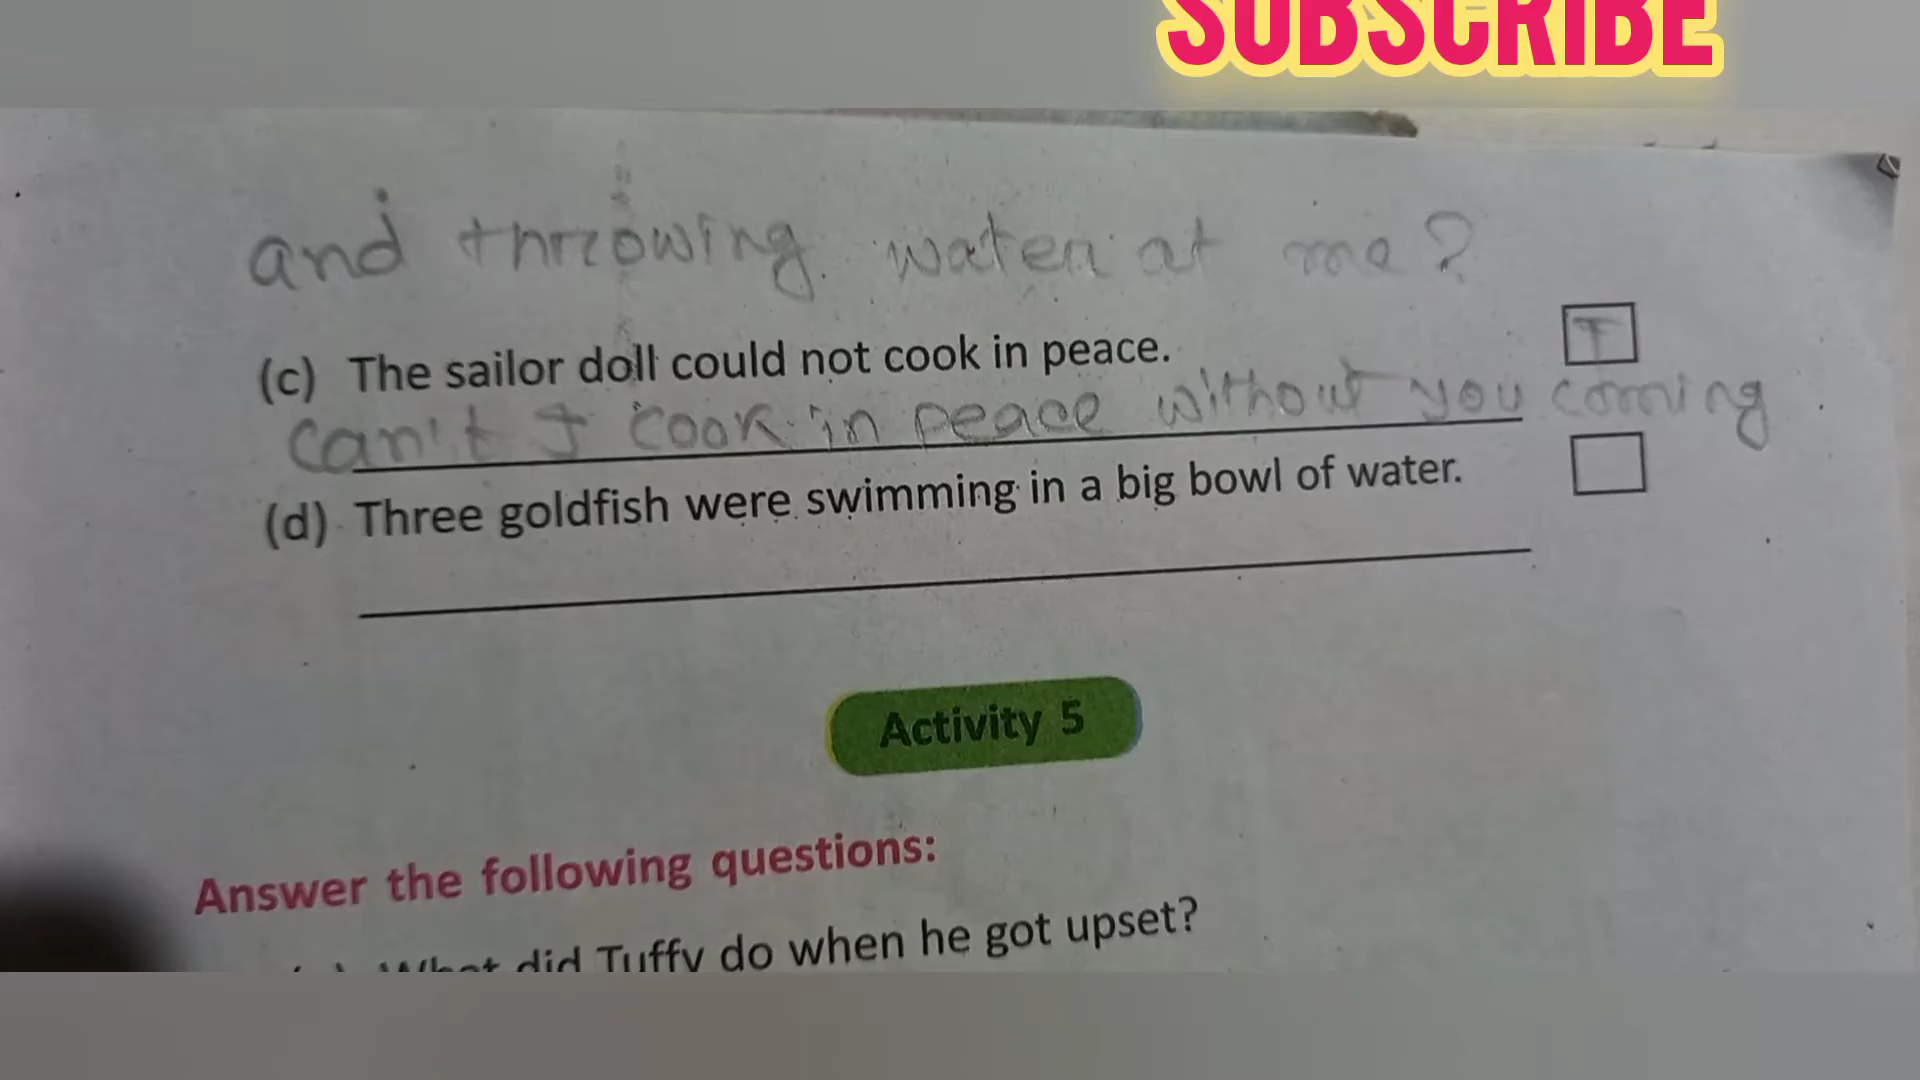 SUBSCRIBE
and throwing water at me?
(c) The sailor doll could not cook in peace. T
can't I cook in peace without you coming
(d) Three goldfish were swimming in a big bowl of water.
Activity 5
Answer the following questions:
What did Tuffy do when he got upset?